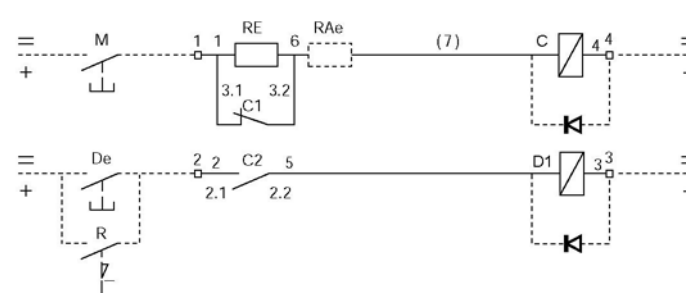 M 1 1 RE 6 RAe (7) C 4 4
+
3.1 3.2
C1
De 2 2 C2 5 D1 3 3
+ 2.1 2.2
R